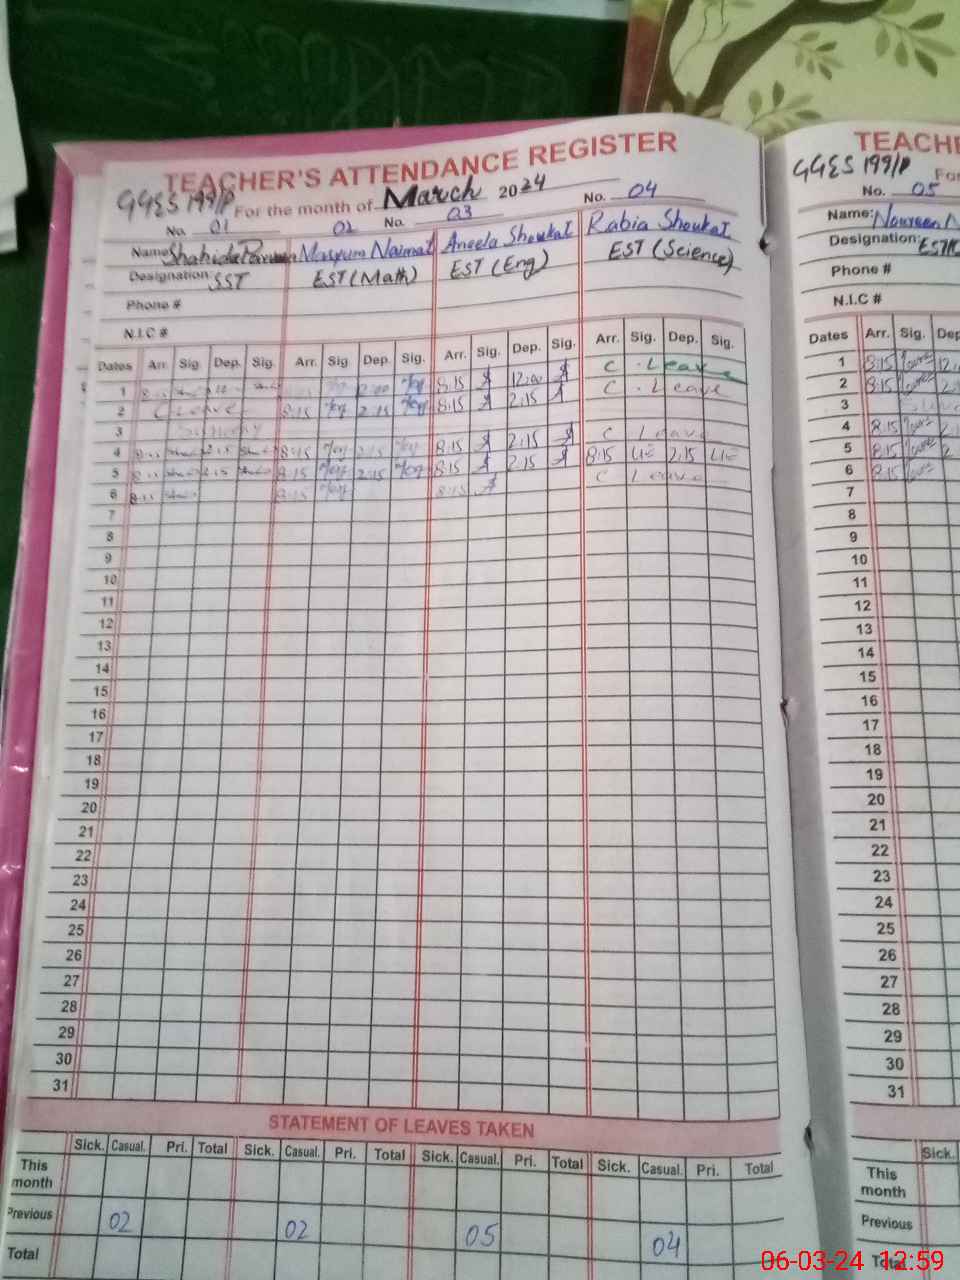 TEACHER'S ATTENDANCE REGISTER
GGES 199/P For the month of March 2024
No. 01 02 No. 03 No. 04
Name Shahida Parveen Maryum Naimat Aneela Shoukat Rabia Shoukat
Designation SST EST (Math) EST (Eng) EST (Science)
Phone #
N.I.C #
Dates Arr. Sig. Dep. Sig. Arr. Sig. Dep. Sig. Arr. Sig. Dep. Sig. Arr. Sig. Dep. Sig.
1 8:15 12:00 C. Leave
2 C Leave 8:15 2:15 8:15 2:15 C. Leave
3 Sunday
4 8:15 2:15 8:15 2:15 8:15 2:15 C Leave
5 8:15 2:15 8:15 2:15 8:15 2:15 8:15 2:15
6 8:15 8:15 8:15 C Leave
7
8
9
10
11
12
13
14
15
16
17
18
19
20
21
22
23
24
25
26
27
28
29
30
31
STATEMENT OF LEAVES TAKEN
Sick. Casual. Pri. Total Sick. Casual. Pri. Total Sick. Casual. Pri. Total Sick. Casual. Pri. Total
This month
Previous 02 02 05 04
Total
TEACHE
GGES 199/P For
No. 05
Name: Noureen N
Designation: EST
Phone #
N.I.C #
Dates Arr. Sig. Dep
1 8:15
2 8:15
3
4 8:15
5 8:15
6 8:15
7
8
9
10
11
12
13
14
15
16
17
18
19
20
21
22
23
24
25
26
27
28
29
30
31
Sick.
This month
Previous
Total
06-03-24 12:59